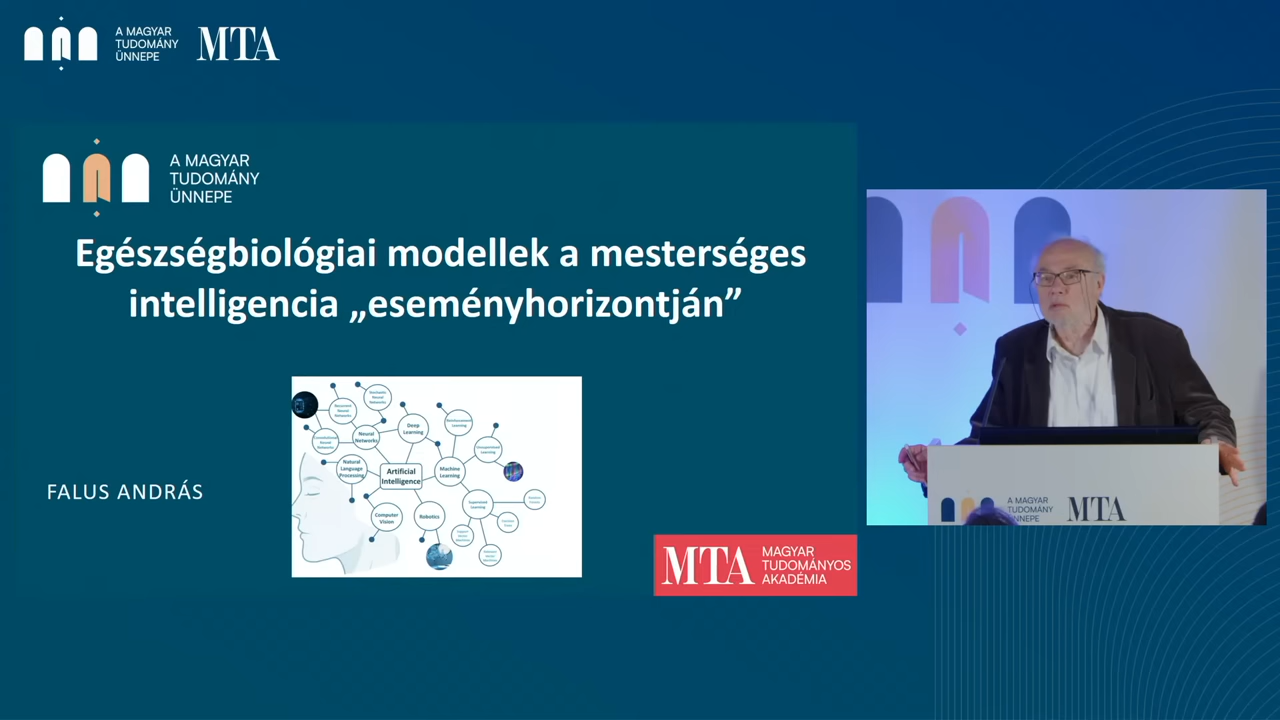 A MAGYAR
TUDOMÁNY
ÜNNEPE
MTA
A MAGYAR
TUDOMÁNY
ÜNNEPE
Egészségbiológiai modellek a mesterséges
intelligencia „eseményhorizontján”
Neural
Networks
Deep
Learning
Natural
Language
Processing
Artificial
Intelligence
Machine
Learning
Computer
Vision
Robotics
FALUS ANDRÁS
MTA
MAGYAR
TUDOMÁNYOS
AKADÉMIA
A MAGYAR
TUDOMÁNY
ÜNNEPE
MTA